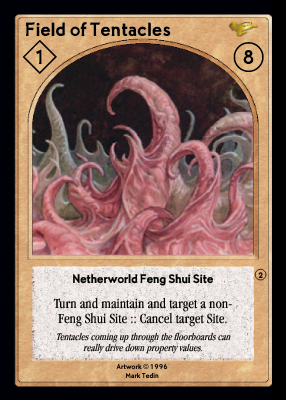 Field of Tentacles
1
8
Netherworld Feng Shui Site
2
Turn and maintain and target a non-
Feng Shui Site :: Cancel target Site.
Tentacles coming up through the floorboards can
really drive down property values.
Artwork © 1996
Mark Tedin